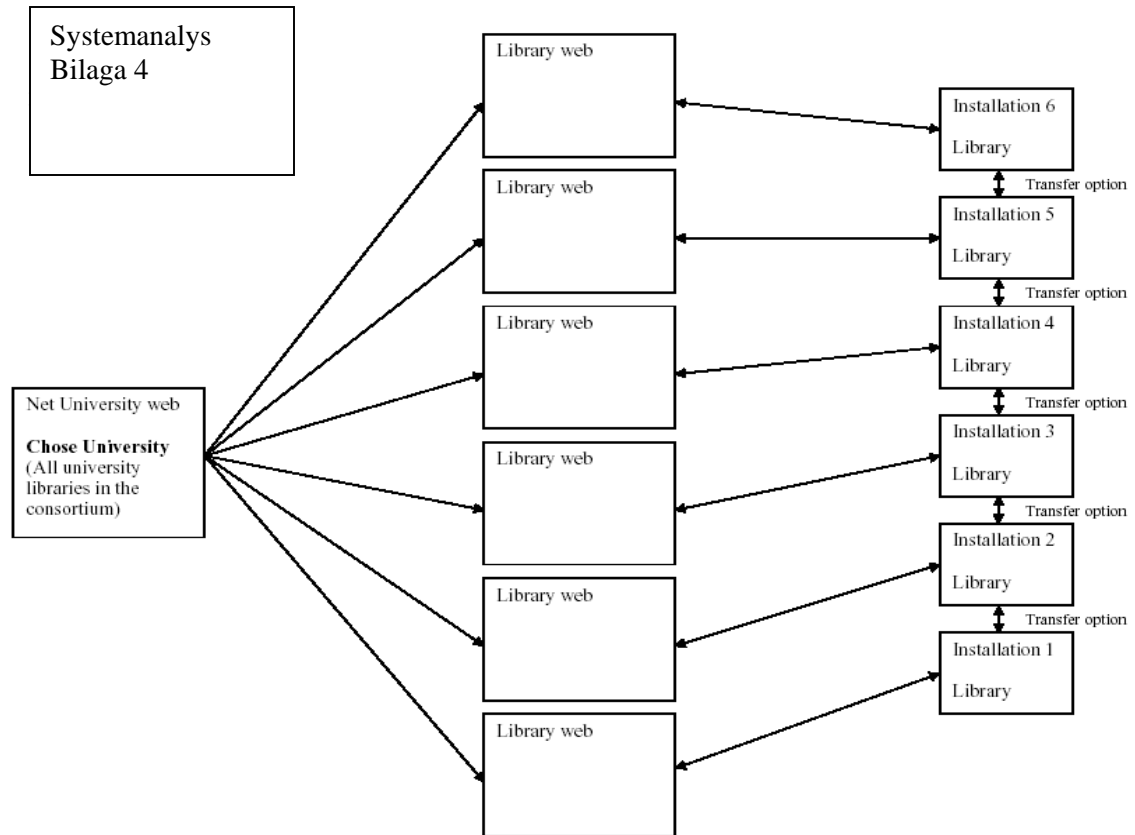 Systemanalys
Bilaga 4
Library web
Library web
Library web
Library web
Library web
Library web
Net University web
Chose University
(All university
libraries in the
consortium)
Installation 6
Library
Transfer option
Installation 5
Library
Transfer option
Installation 4
Library
Transfer option
Installation 3
Library
Transfer option
Installation 2
Library
Transfer option
Installation 1
Library